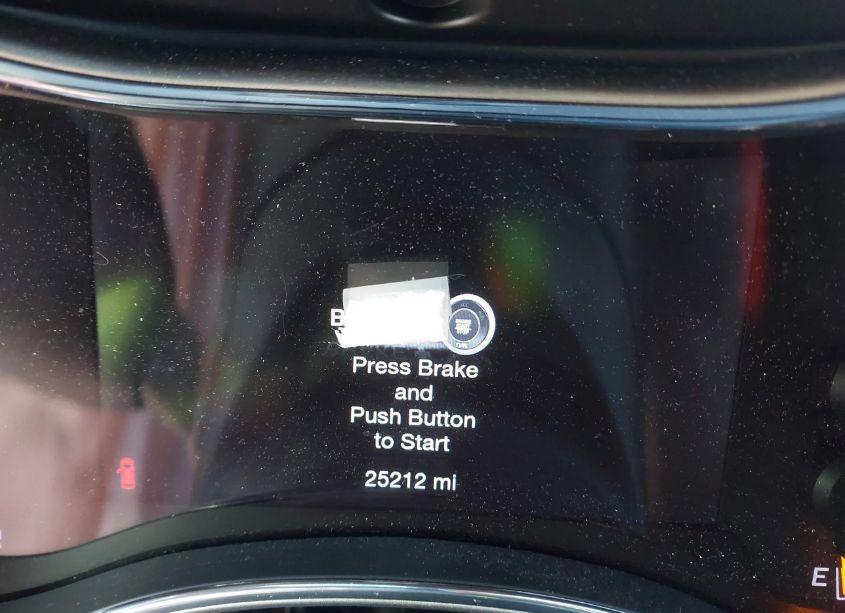 B
Press Brake
and
Push Button
to Start
25212 mi
E